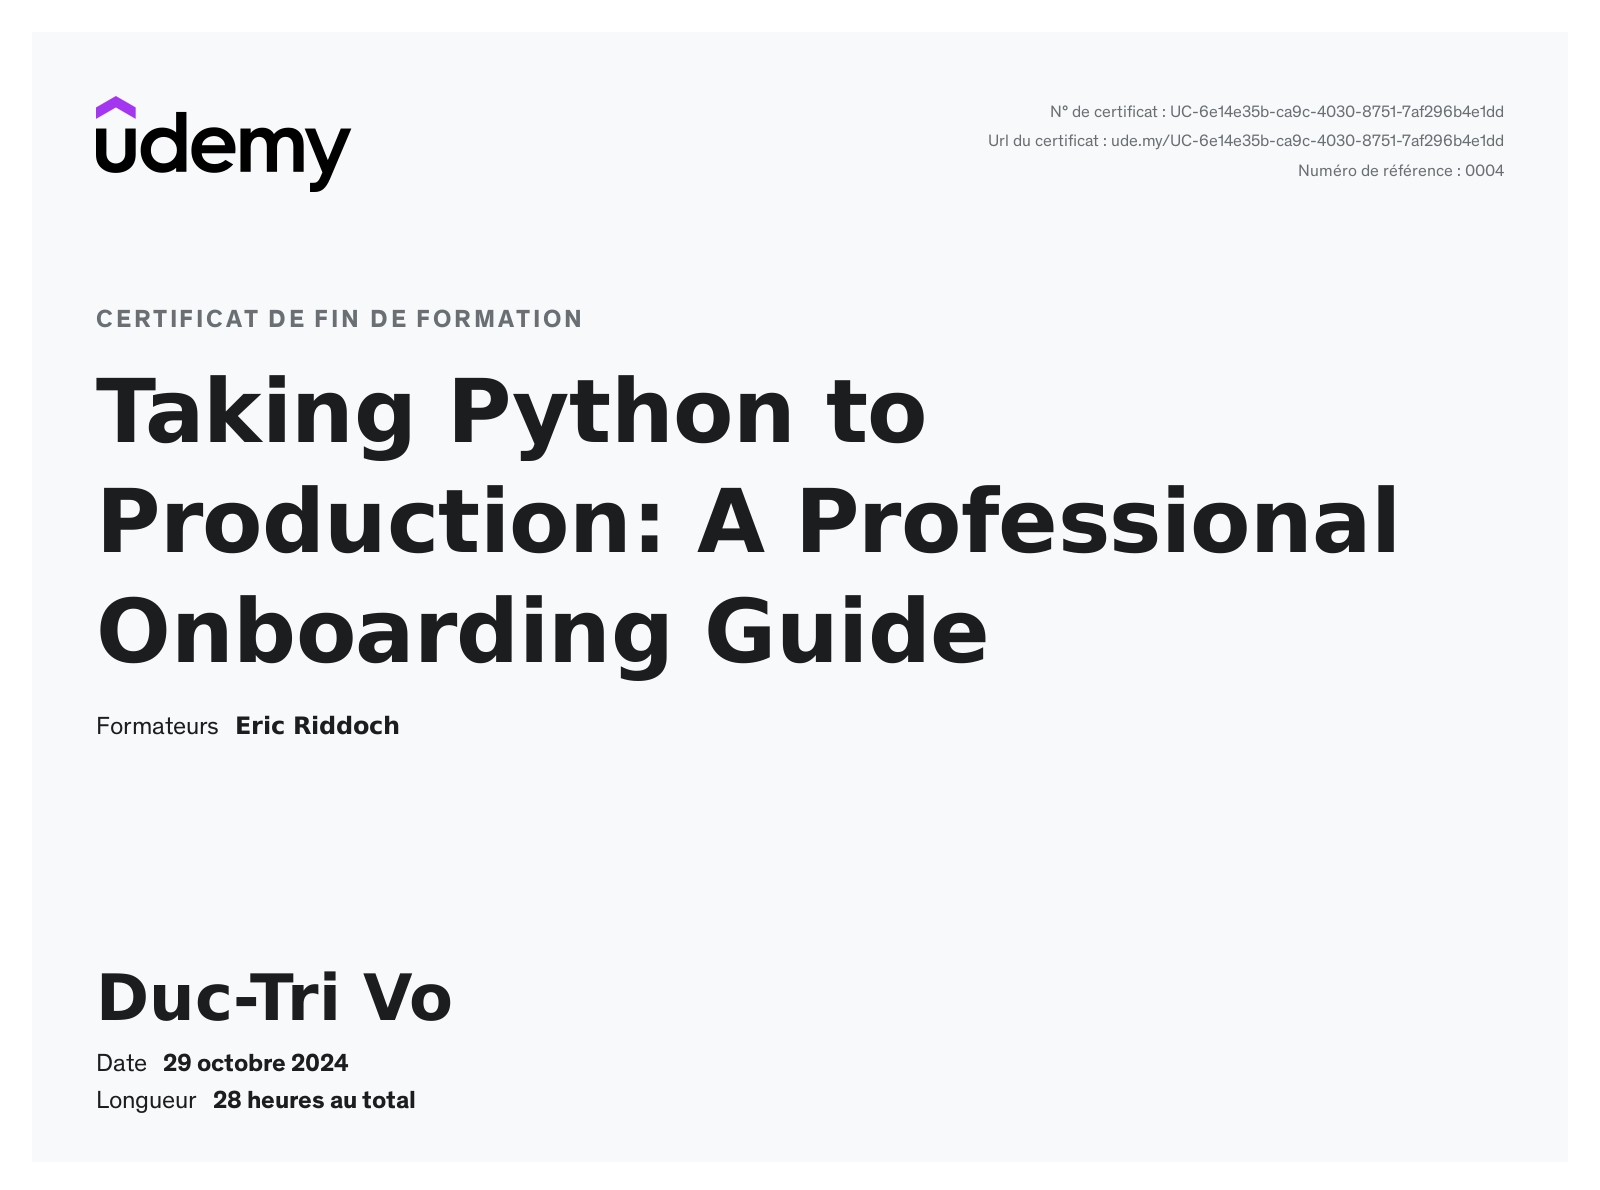 udemy
N° de certificat : UC-6e14e35b-ca9c-4030-8751-7af296b4e1dd
Url du certificat : ude.my/UC-6e14e35b-ca9c-4030-8751-7af296b4e1dd
Numéro de référence : 0004
CERTIFICAT DE FIN DE FORMATION
Taking Python to
Production: A Professional
Onboarding Guide
Formateurs Eric Riddoch
Duc-Tri Vo
Date 29 octobre 2024
Longueur 28 heures au total